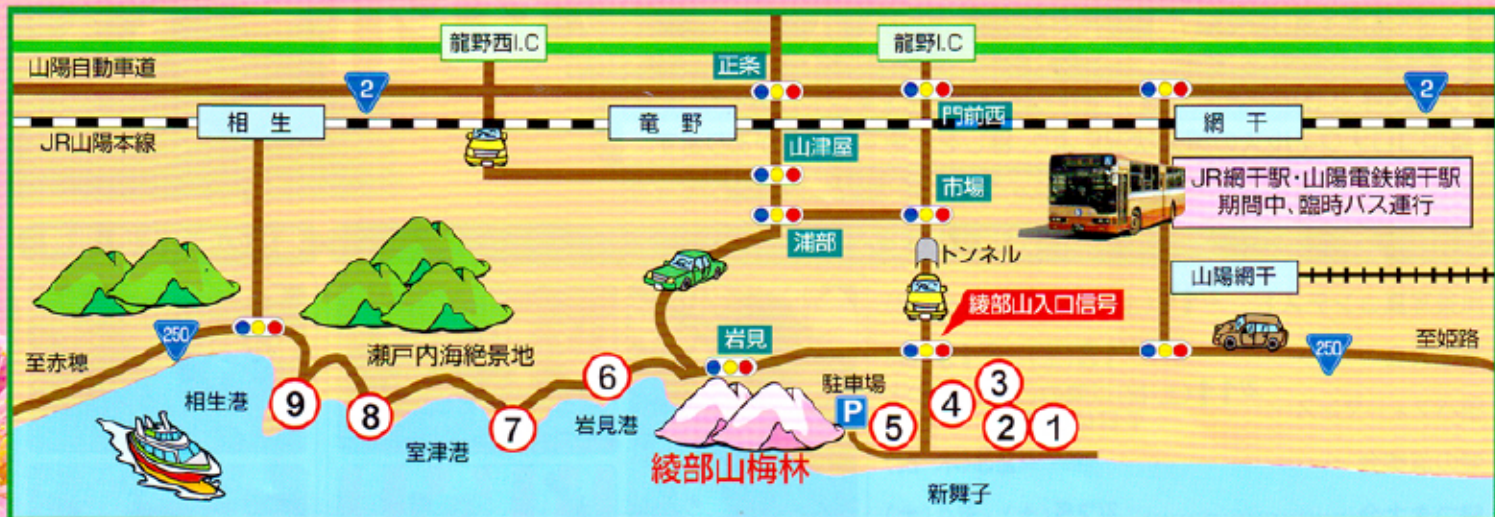 龍野西I.C
龍野I.C
山陽自動車道
正条
2
2
相生
竜野
門前西
網干
JR山陽本線
山津屋
市場
JR網干駅・山陽電鉄網干駅
期間中、臨時バス運行
浦部
トンネル
山陽網干
綾部山入口信号
250
岩見
250
至姫路
至赤穂
瀬戸内海絶景地
6
駐車場
3
相生港
9
8
7
岩見港
P
5
4
2
1
室津港
綾部山梅林
新舞子